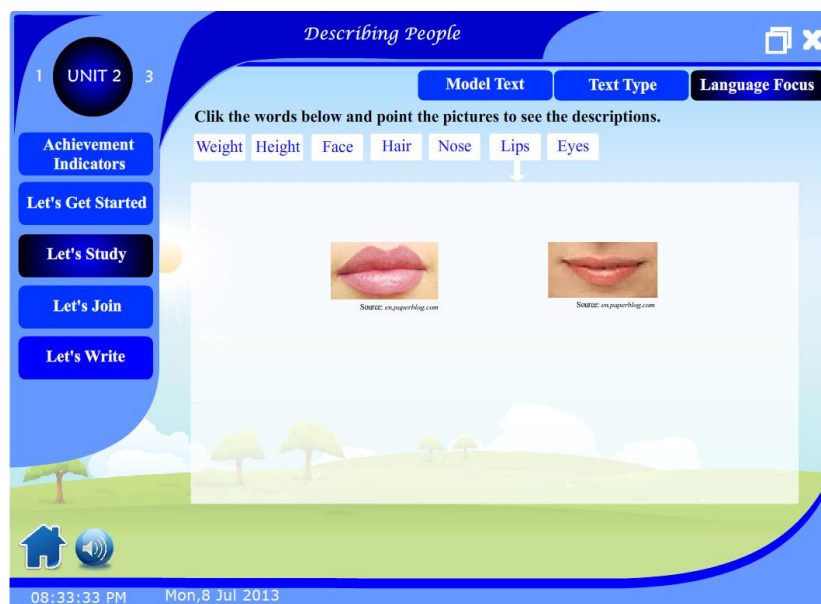 Describing People
1 UNIT 2 3
Model Text Text Type Language Focus
Clik the words below and point the pictures to see the descriptions.
Weight Height Face Hair Nose Lips Eyes
Achievement
Indicators
Let's Get Started
Let's Study
Let's Join
Let's Write
Source: en.paperblog.com
Source: en.paperblog.com
08:33:33 PM Mon,8 Jul 2013